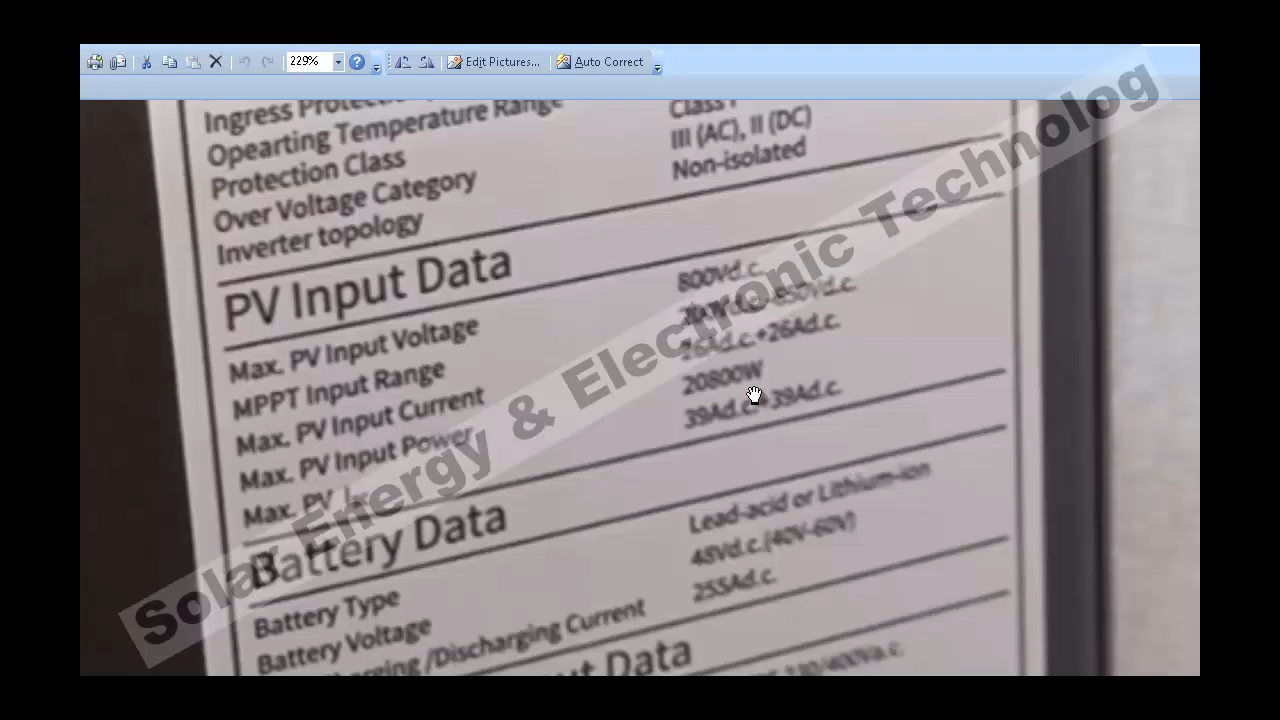 229%
Edit Pictures...
Auto Correct
Ingress Protection
Opearting Temperature Range
Protection Class
Class I
Over Voltage Category
III (AC), II (DC)
Inverter topology
Non-isolated
PV Input Data
Max. PV Input Voltage
800Vd.c.
MPPT Input Range
Max. PV Input Current
26Ad.c.+26Ad.c.
Max. PV Input Power
20800W
Max. PV
39Ad.c.+39Ad.c.
Battery Data
Battery Type
Lead-acid or Lithium-ion
Battery Voltage
48Vd.c.(40V-60V)
/Discharging Current
255Ad.c.
Data
Solar Energy & Electronic Technolog